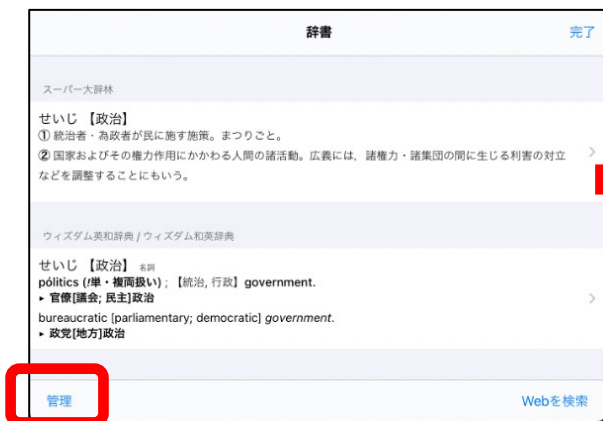 辞書
完了
スーパー大辞林
せいじ 【政治】
① 統治者・為政者が民に施す施策。まつりごと。
② 国家およびその権力作用にかかわる人間の諸活動。広義には，諸権力・諸集団の間に生じる利害の対立
などを調整することにもいう。
ウィズダム英和辞典 / ウィズダム和英辞典
せいじ 【政治】 名詞
pólitics (!単・複両扱い) ; 【統治, 行政】government.
▸ 官僚[議会; 民主]政治
bureaucratic [parliamentary; democratic] government.
▸ 政党[地方]政治
管理
Webを検索